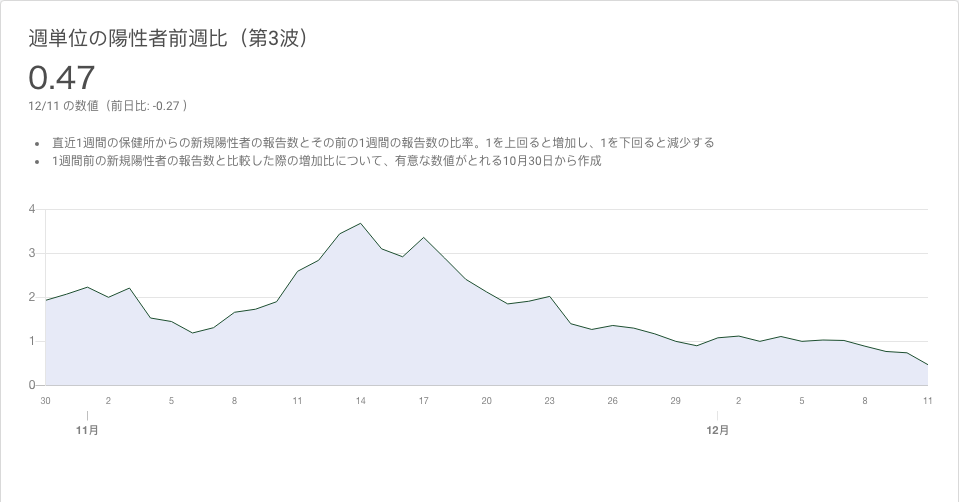 週単位の陽性者前週比（第3波）
0.47
12/11 の数値（前日比: -0.27 ）
• 直近1週間の保健所からの新規陽性者の報告数とその前の1週間の報告数の比率。1を上回ると増加し、1を下回ると減少する
• 1週間前の新規陽性者の報告数と比較した際の増加比について、有意な数値がとれる10月30日から作成
4
3
2
1
0
30 2 5 8 11 14 17 20 23 26 29 2 5 8 11
11月 12月